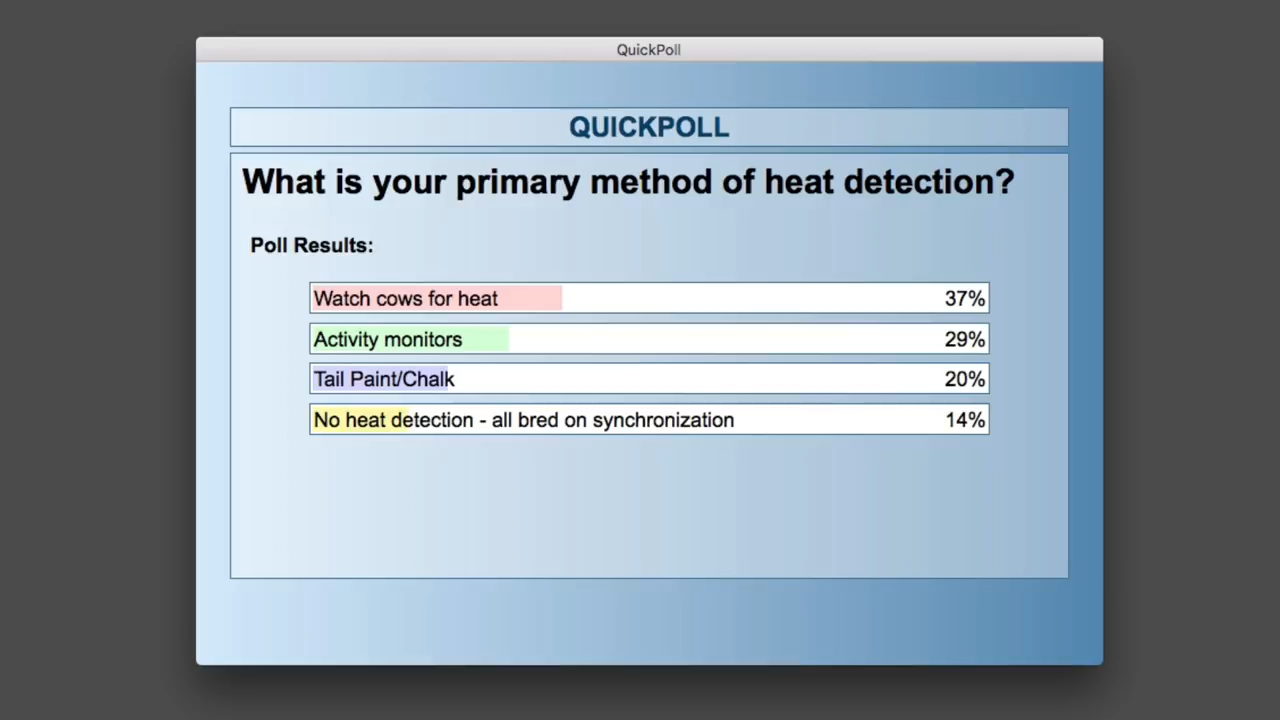 QuickPoll
QUICKPOLL
What is your primary method of heat detection?
Poll Results:
Watch cows for heat 37%
Activity monitors 29%
Tail Paint/Chalk 20%
No heat detection - all bred on synchronization 14%